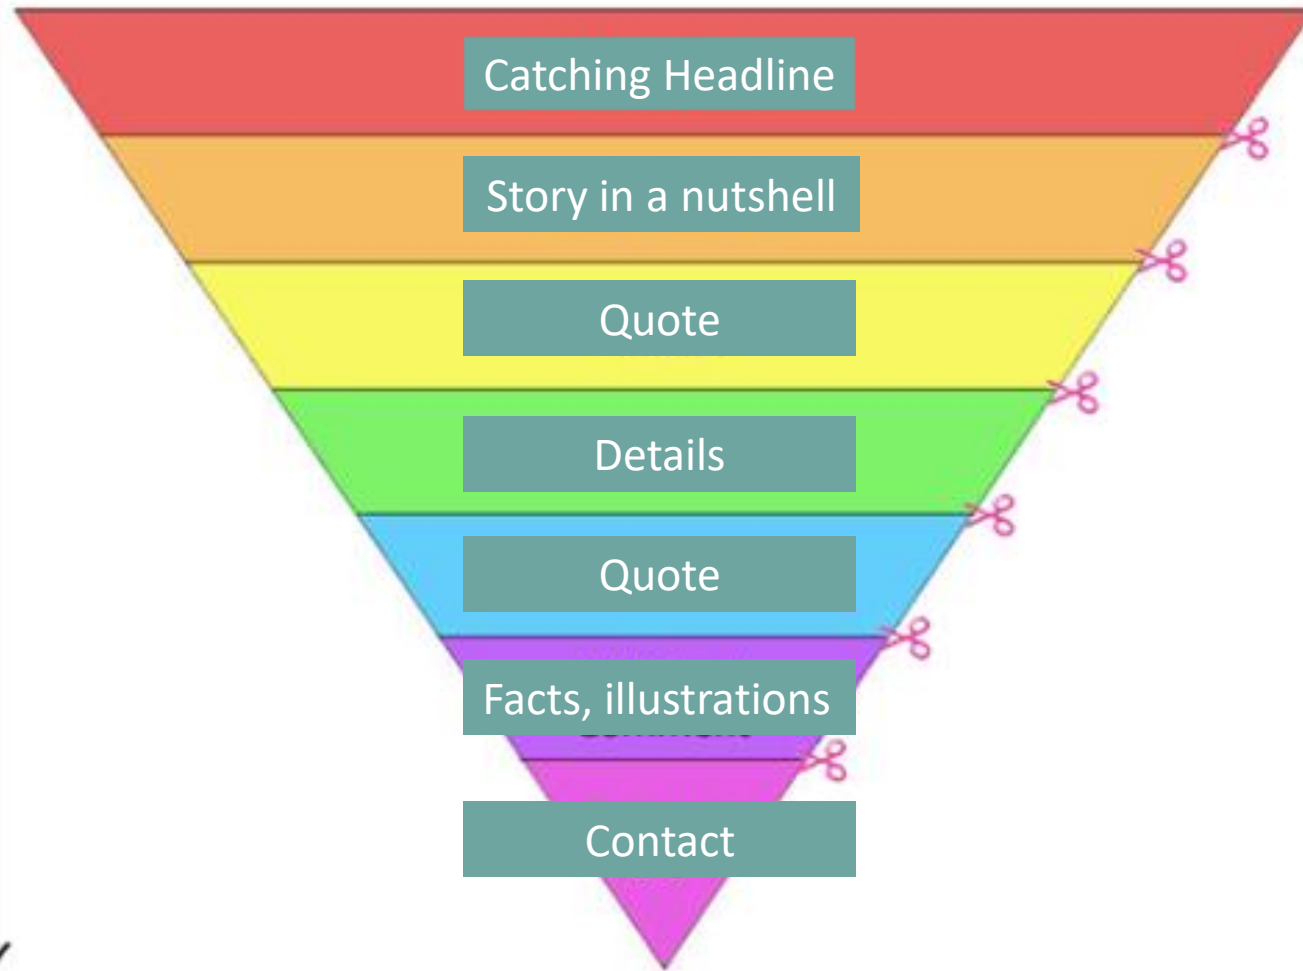 Catching Headline
Story in a nutshell
Quote
Details
Quote
Facts, illustrations
Contact